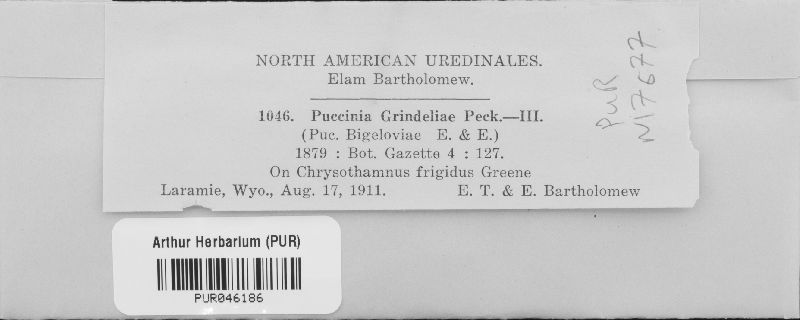 NORTH AMERICAN UREDINALES.
Elam Bartholomew.
1046. Puccinia Grindeliae Peck.—III.
(Puc. Bigeloviae E. & E.)
1879 : Bot. Gazette 4 : 127.
On Chrysothamnus frigidus Greene
Laramie, Wyo., Aug. 17, 1911. E. T. & E. Bartholomew
PUR
N17677
Arthur Herbarium (PUR)
PUR046186